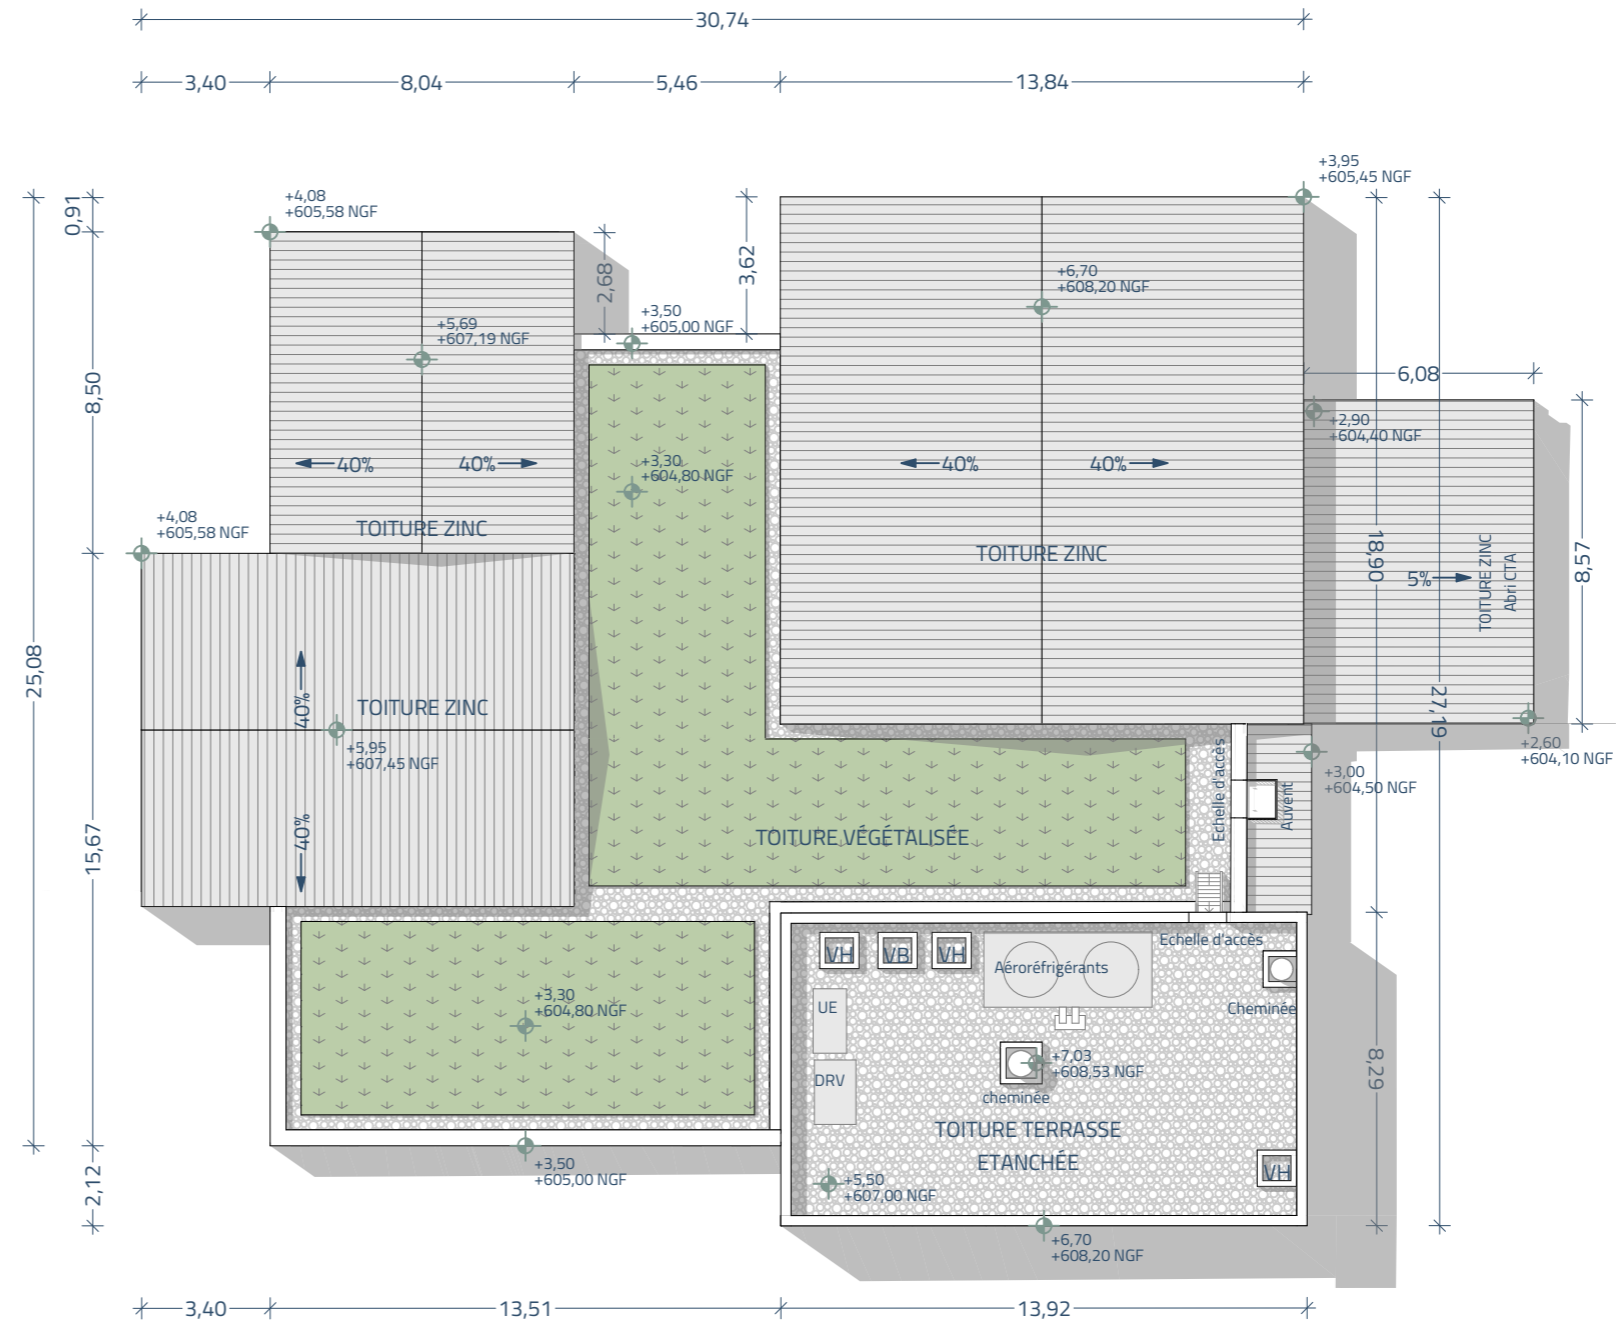 30,74
3,40
8,04
5,46
13,84
+3,95
+605,45 NGF
+4,08
+605,58 NGF
0,91
2,68
3,62
+6,70
+608,20 NGF
+3,50
+605,00 NGF
+5,69
+607,19 NGF
6,08
8,50
+2,90
+604,40 NGF
40%
40%
+3,30
+604,80 NGF
40%
40%
+4,08
+605,58 NGF
TOITURE ZINC
TOITURE ZINC
18,90
5%
TOITURE ZINC
Abri CTA
8,57
25,08
40%
TOITURE ZINC
27,19
+5,95
+607,45 NGF
+2,60
+604,10 NGF
+3,00
+604,50 NGF
Echelle d'accès
Auvent
15,67
40%
TOITURE VÉGÉTALISÉE
VH
VB
VH
Aéroréfrigérants
Echelle d'accès
+3,30
+604,80 NGF
UE
Cheminée
DRV
+7,03
+608,53 NGF
cheminée
8,29
TOITURE TERRASSE
ETANCHÉE
+3,50
+605,00 NGF
2,12
+5,50
+607,00 NGF
VH
+6,70
+608,20 NGF
3,40
13,51
13,92